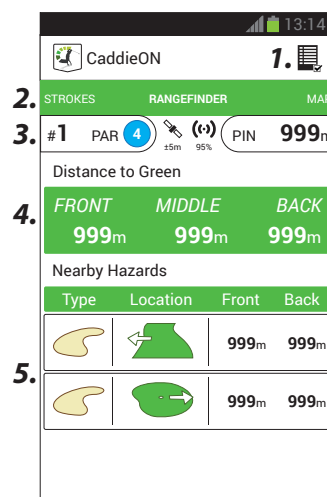 13:14
CaddieON 1.
2. STROKES RANGEFINDER MAP
3. #1 PAR 4 ±5m 95% PIN 999m
Distance to Green
4. FRONT MIDDLE BACK
999m 999m 999m
Nearby Hazards
Type Location Front Back
999m 999m
5.
999m 999m